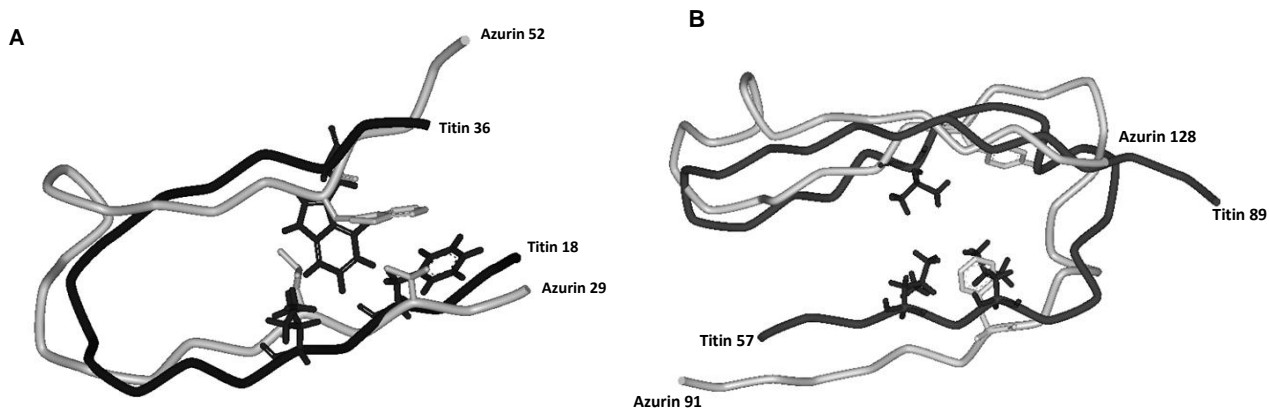 A
Azurin 52
Titin 36
Titin 18
Azurin 29
B
Azurin 128
Titin 89
Titin 57
Azurin 91